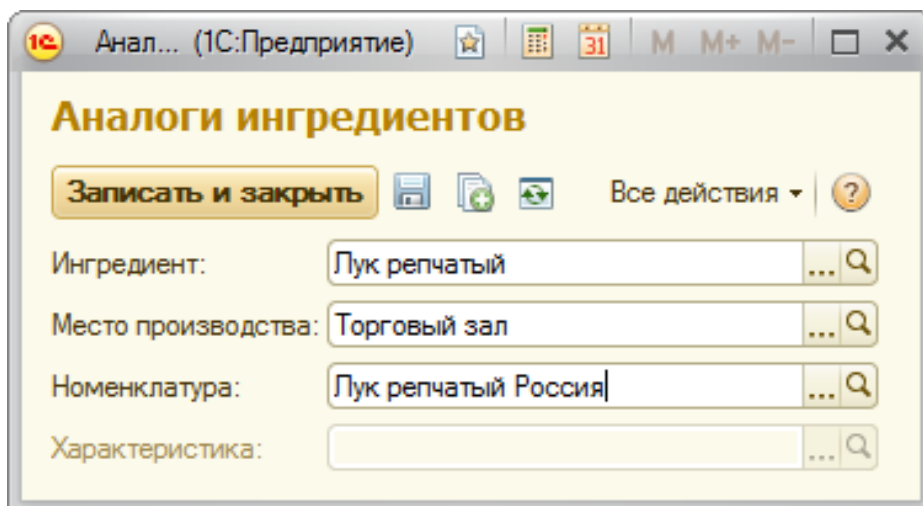 1С Анал... (1С:Предприятие) 31 M M+ M-
Аналоги ингредиентов
Записать и закрыть Все действия ?
Ингредиент: Лук репчатый ...
Место производства: Торговый зал ...
Номенклатура: Лук репчатый Россия ...
Характеристика: ...